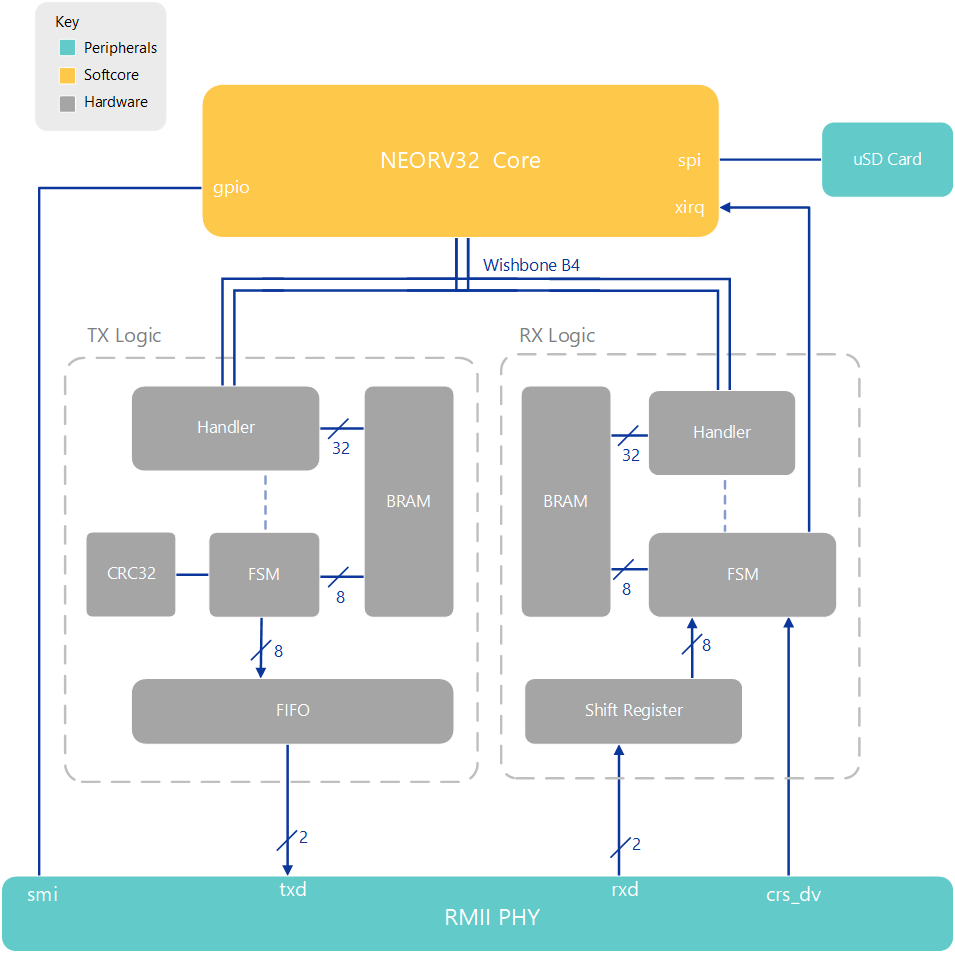 Key
Peripherals
Softcore
Hardware
NEORV32 Core
spi
uSD Card
gpio
xirq
Wishbone B4
TX Logic
RX Logic
Handler
32
BRAM
CRC32
FSM
8
8
FIFO
2
BRAM
32
Handler
8
FSM
8
Shift Register
2
smi
txd
rxd
crs_dv
RMII PHY